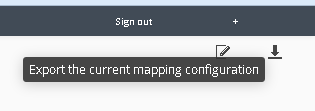 Sign out +
Export the current mapping configuration